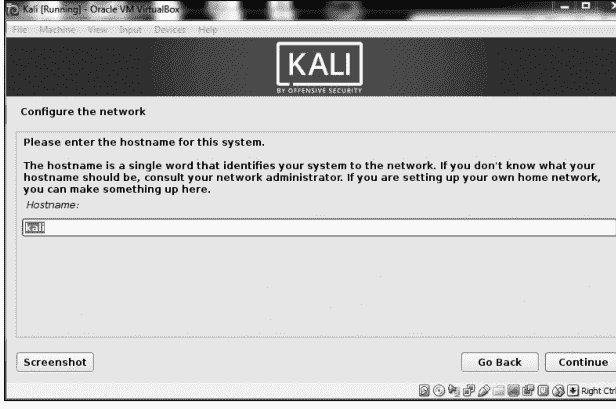 Kali [Running] - Oracle VM VirtualBox
File Machine View Input Devices Help
KALI
BY OFFENSIVE SECURITY
Configure the network
Please enter the hostname for this system.
The hostname is a single word that identifies your system to the network. If you don't know what your
hostname should be, consult your network administrator. If you are setting up your own home network,
you can make something up here.
Hostname:
kali
Screenshot Go Back Continue
Right Ctrl